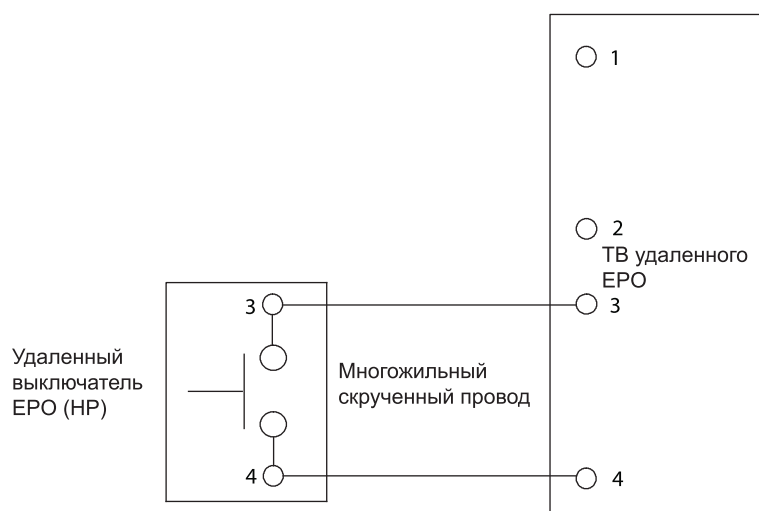 1
2
ТВ удаленного
EPO
3
3
Удаленный
выключатель
EPO (НР)
Многожильный
скрученный провод
4
4